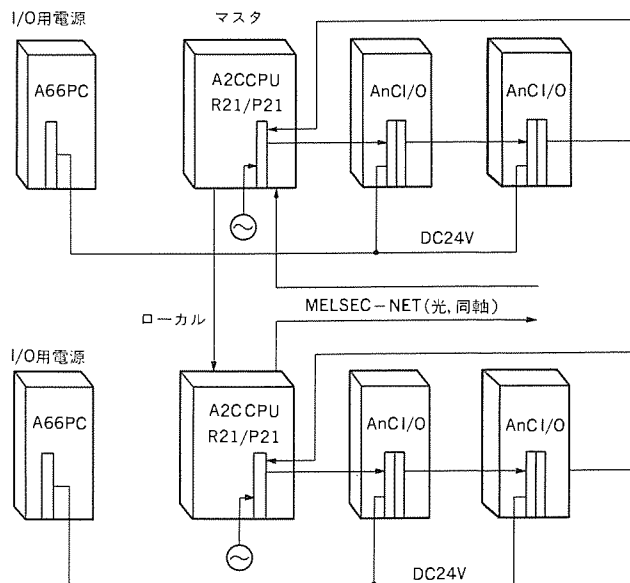 I/O用電源
マスタ
A66PC
A2CCPU
R21/P21
AnCI/O
AnCI/O
DC24V
ローカル
MELSEC-NET(光,同軸)
I/O用電源
A66PC
A2CCPU
R21/P21
AnCI/O
AnCI/O
DC24V